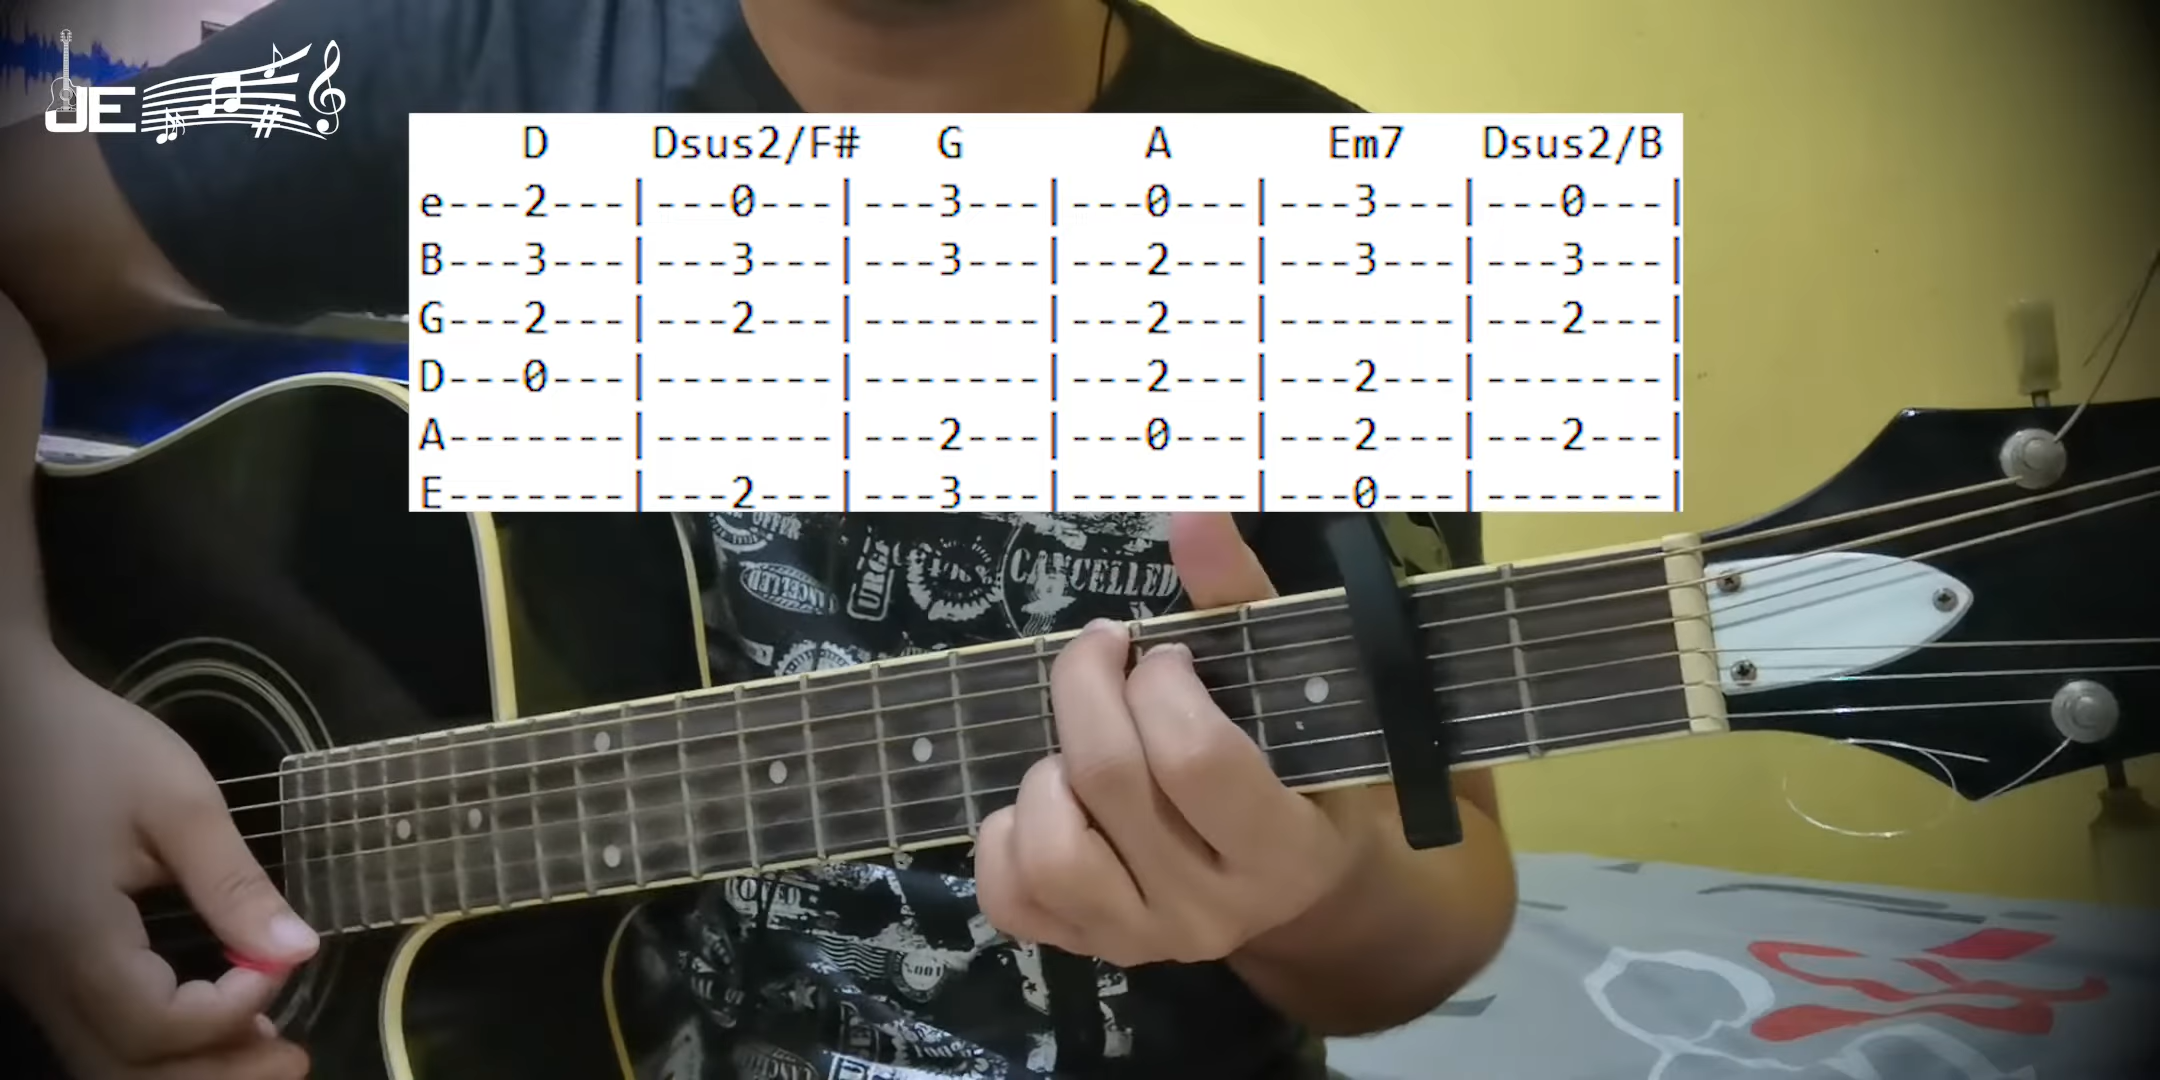 JE
D Dsus2/F# G A Em7 Dsus2/B
e---2---|---0---|---3---|---0---|---3---|---0---|
B---3---|---3---|---3---|---2---|---3---|---3---|
G---2---|---2---|-------|---2---|-------|---2---|
D---0---|-------|-------|---2---|---2---|-------|
A-------|-------|---2---|---0---|---2---|---2---|
E-------|---2---|---3---|-------|---0---|-------|
CANCELLED
CANCELLED